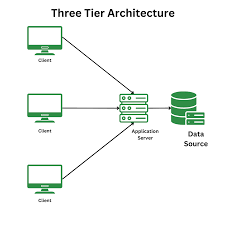 Three Tier Architecture
Client
Client
Application
Server
Data
Source
Client